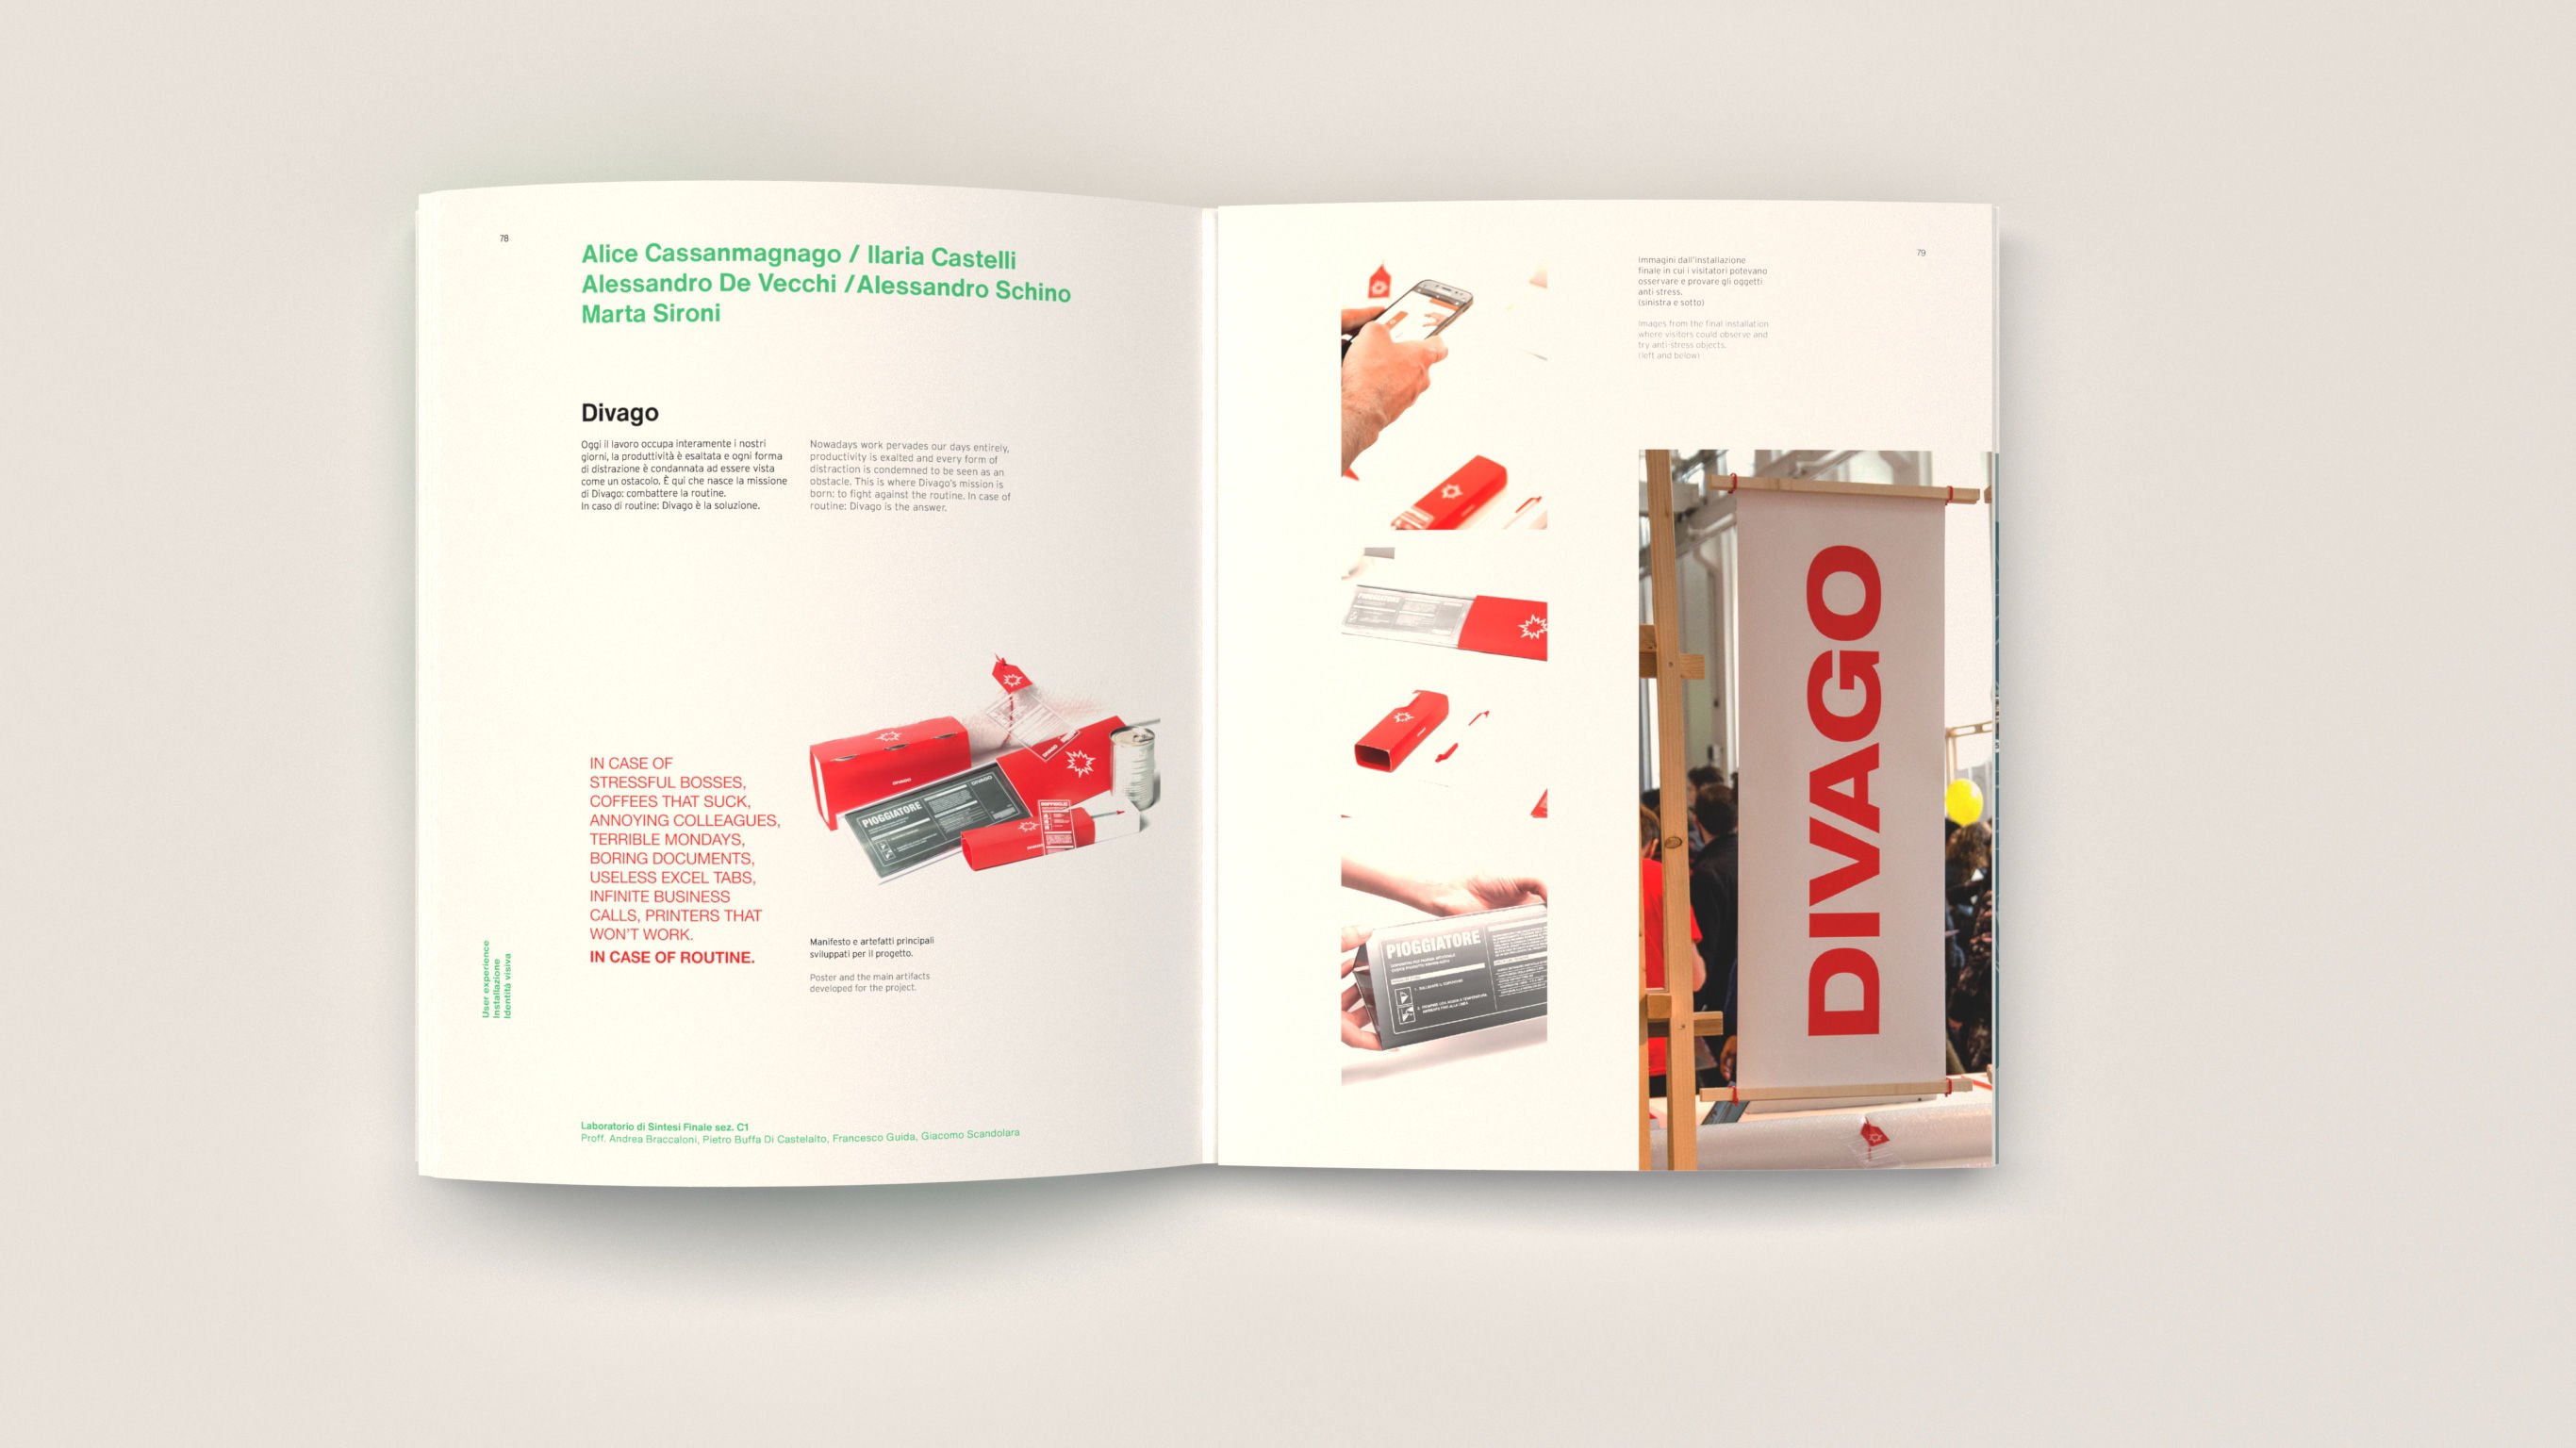 78
Alice Cassanmagnago / Ilaria Castelli
Alessandro De Vecchi /Alessandro Schino
Marta Sironi
Divago
Oggi il lavoro occupa interamente i nostri
giorni, la produttività è esaltata e ogni forma
di distrazione è condannata ad essere vista
come un ostacolo. È qui che nasce la missione
di Divago: combattere la routine.
In caso di routine: Divago è la soluzione.
Nowadays work pervades our days entirely,
productivity is exalted and every form of
distraction is condemned to be seen as an
obstacle. This is where Divago's mission is
born: to fight against the routine. In case of
routine: Divago is the answer.
IN CASE OF
STRESSFUL BOSSES,
COFFEES THAT SUCK,
ANNOYING COLLEAGUES,
TERRIBLE MONDAYS,
BORING DOCUMENTS,
USELESS EXCEL TABS,
INFINITE BUSINESS
CALLS, PRINTERS THAT
WON'T WORK.
IN CASE OF ROUTINE.
DIVAGO
PIOGGIATORE
DIVAGO
Manifesto e artefatti principali
sviluppati per il progetto.
Poster and the main artifacts
developed for the project.
User experience
Installazione
Identità visiva
Laboratorio di Sintesi Finale sez. C1
Proff. Andrea Braccaloni, Pietro Buffa Di Castelalto, Francesco Guida, Giacomo Scandolara
79
Immagini dall'installazione
finale in cui i visitatori potevano
osservare e provare gli oggetti
anti stress.
(sinistra e sotto)
Images from the final installation
where visitors could observe and
try anti-stress objects.
(left and below)
PIOGGIATORE
DIVAGO